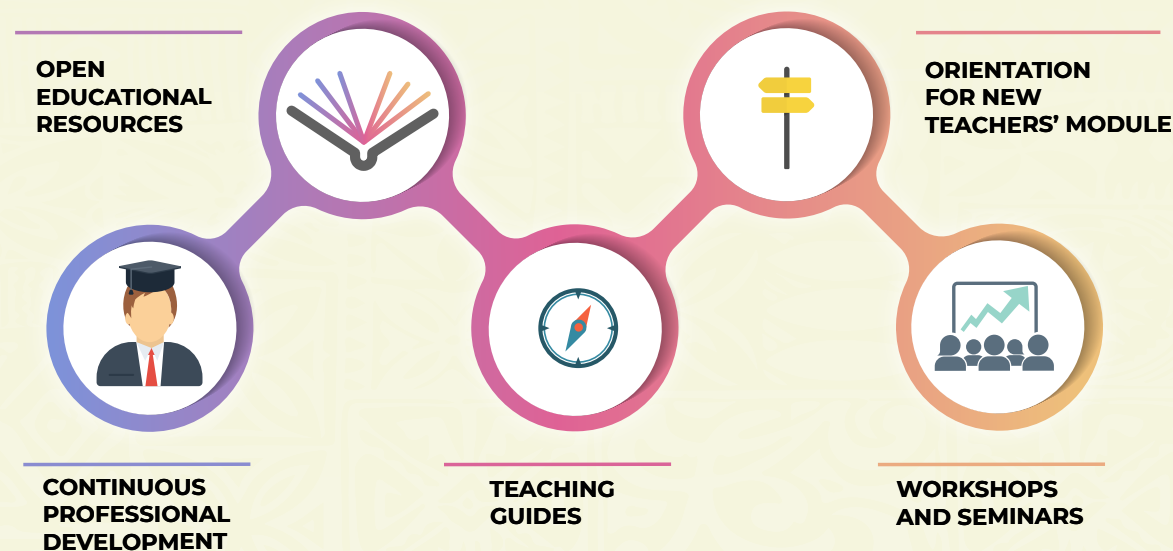 OPEN
EDUCATIONAL
RESOURCES
ORIENTATION
FOR NEW
TEACHERS’ MODULE
CONTINUOUS
PROFESSIONAL
DEVELOPMENT
TEACHING
GUIDES
WORKSHOPS
AND SEMINARS